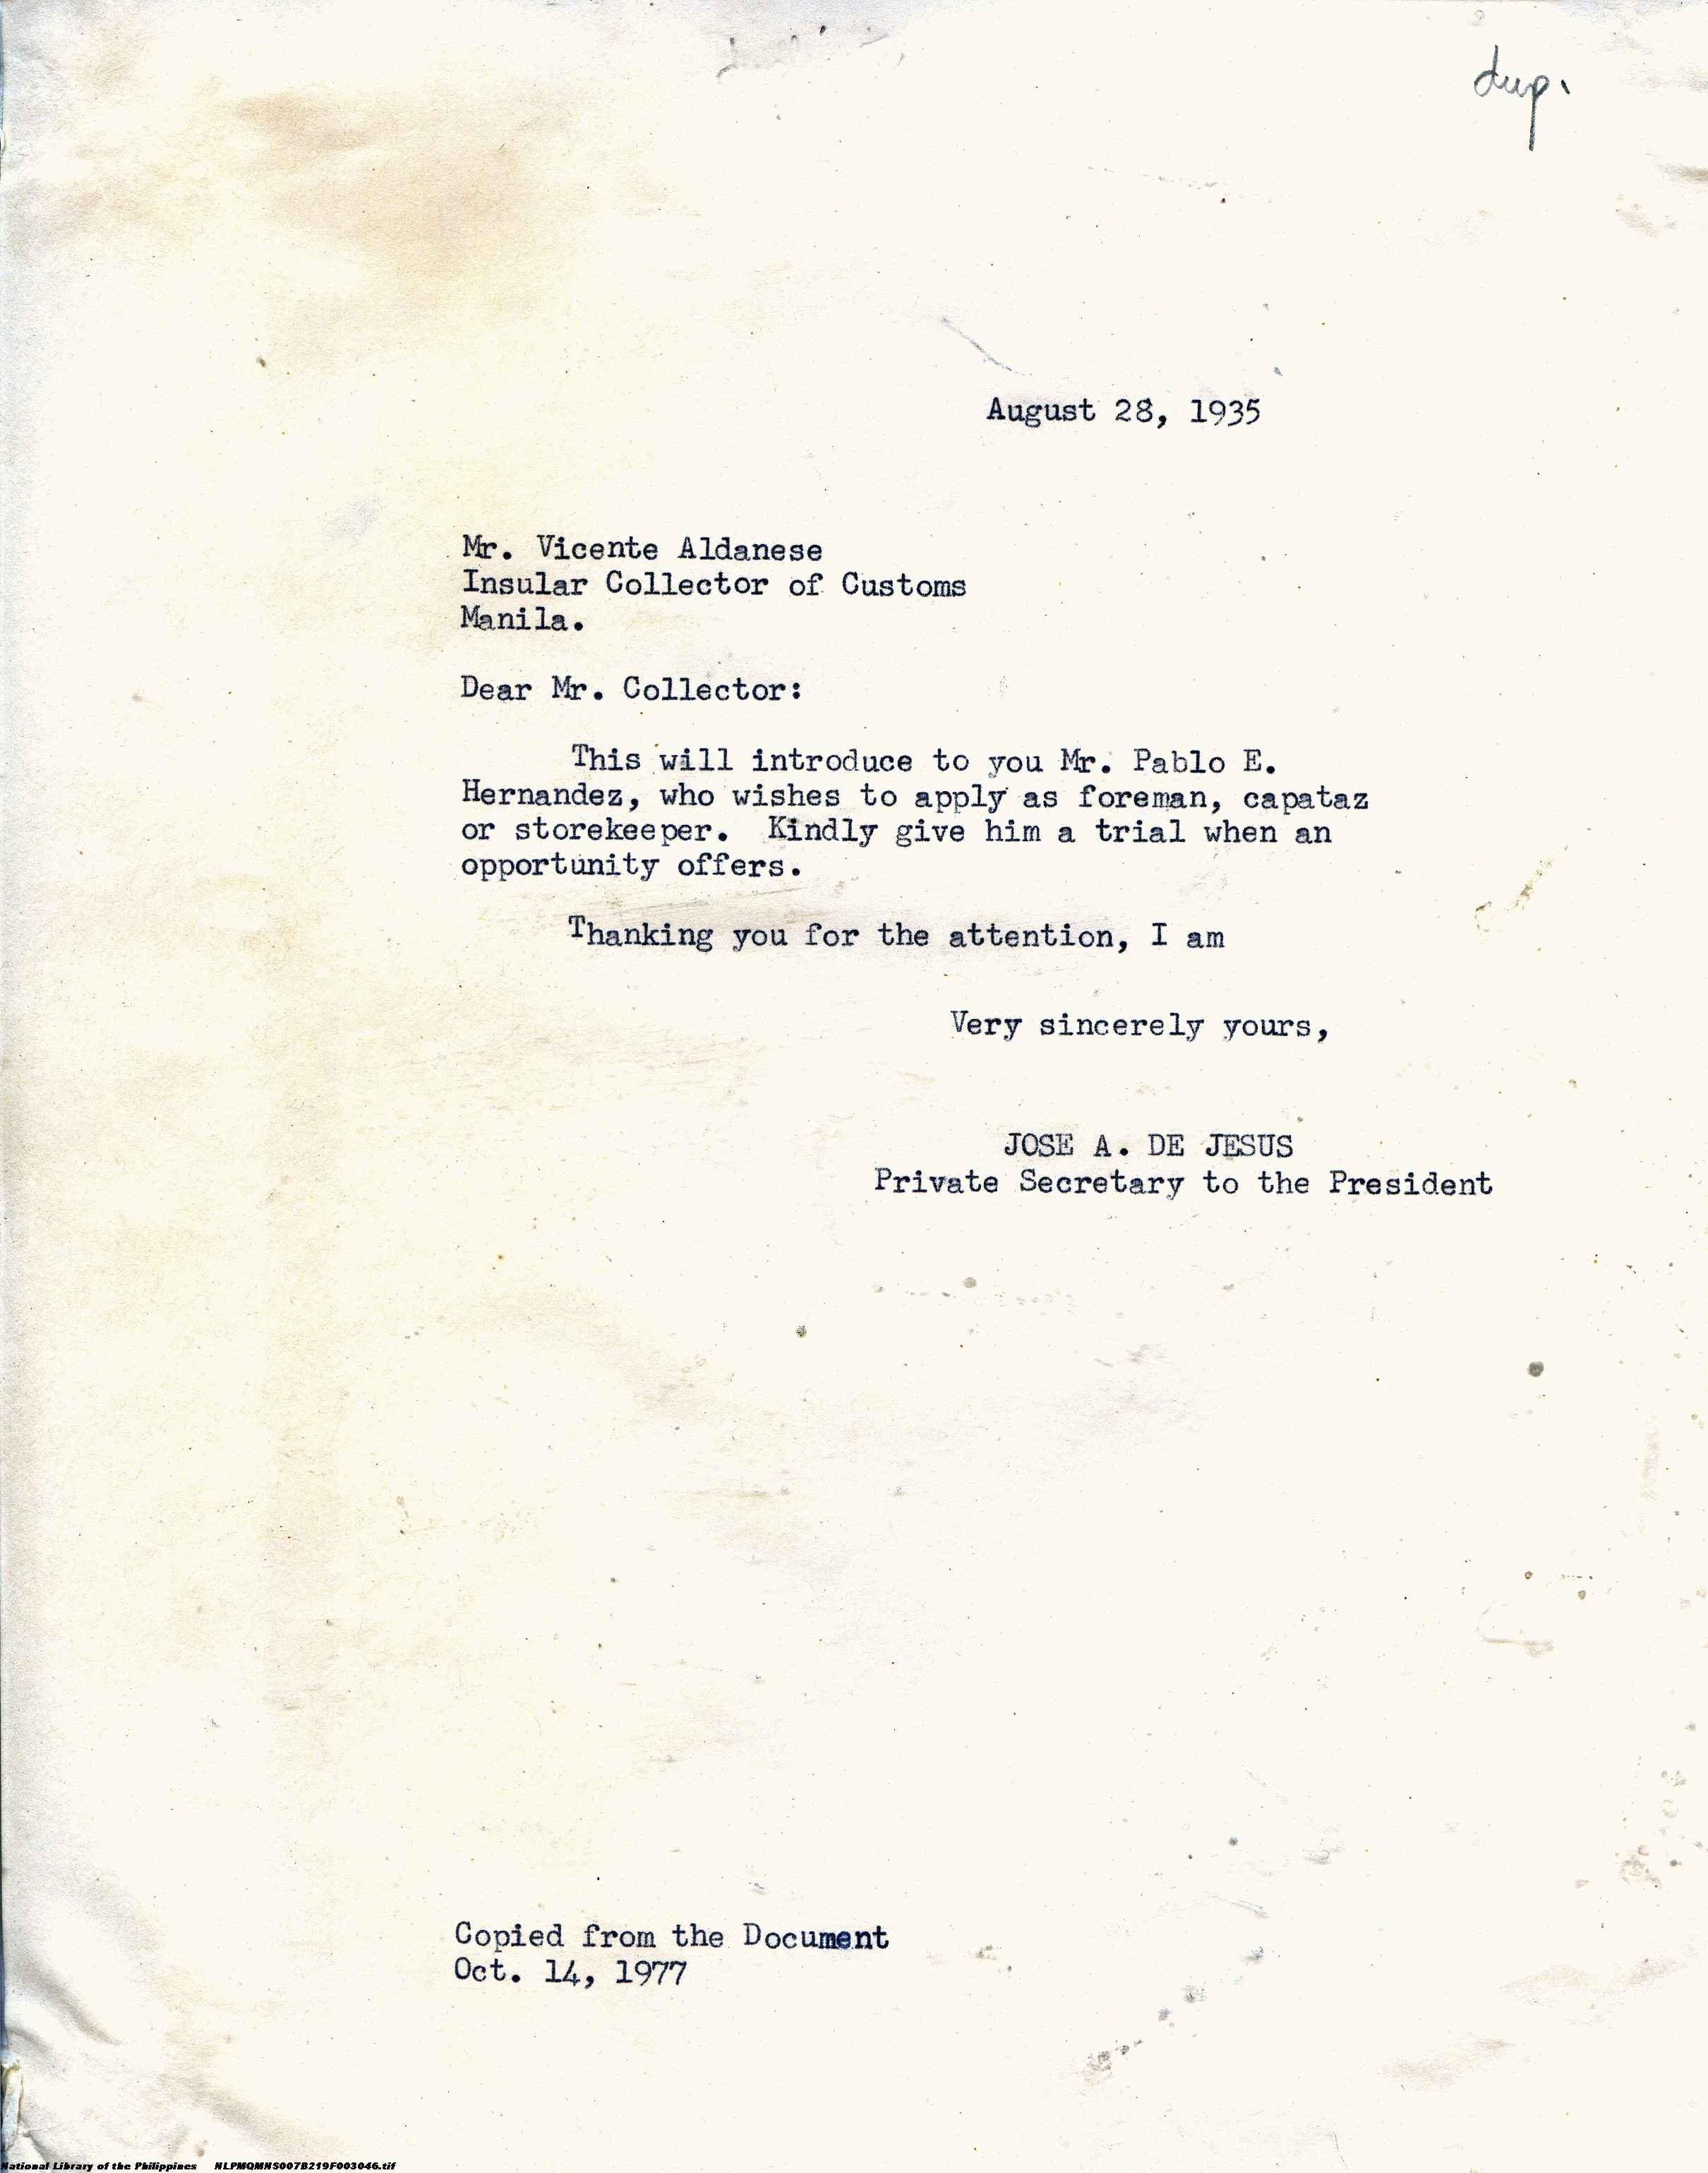 dup.
August 28, 1935
Mr. Vicente Aldanese
Insular Collector of Customs
Manila.
Dear Mr. Collector:
This will introduce to you Mr. Pablo E.
Hernandez, who wishes to apply as foreman, capataz
or storekeeper. Kindly give him a trial when an
opportunity offers.
Thanking you for the attention, I am
Very sincerely yours,
JOSE A. DE JESUS
Private Secretary to the President
Copied from the Document
Oct. 14, 1977
National Library of the Philippines NLPMQMNS007B219F003046.tif